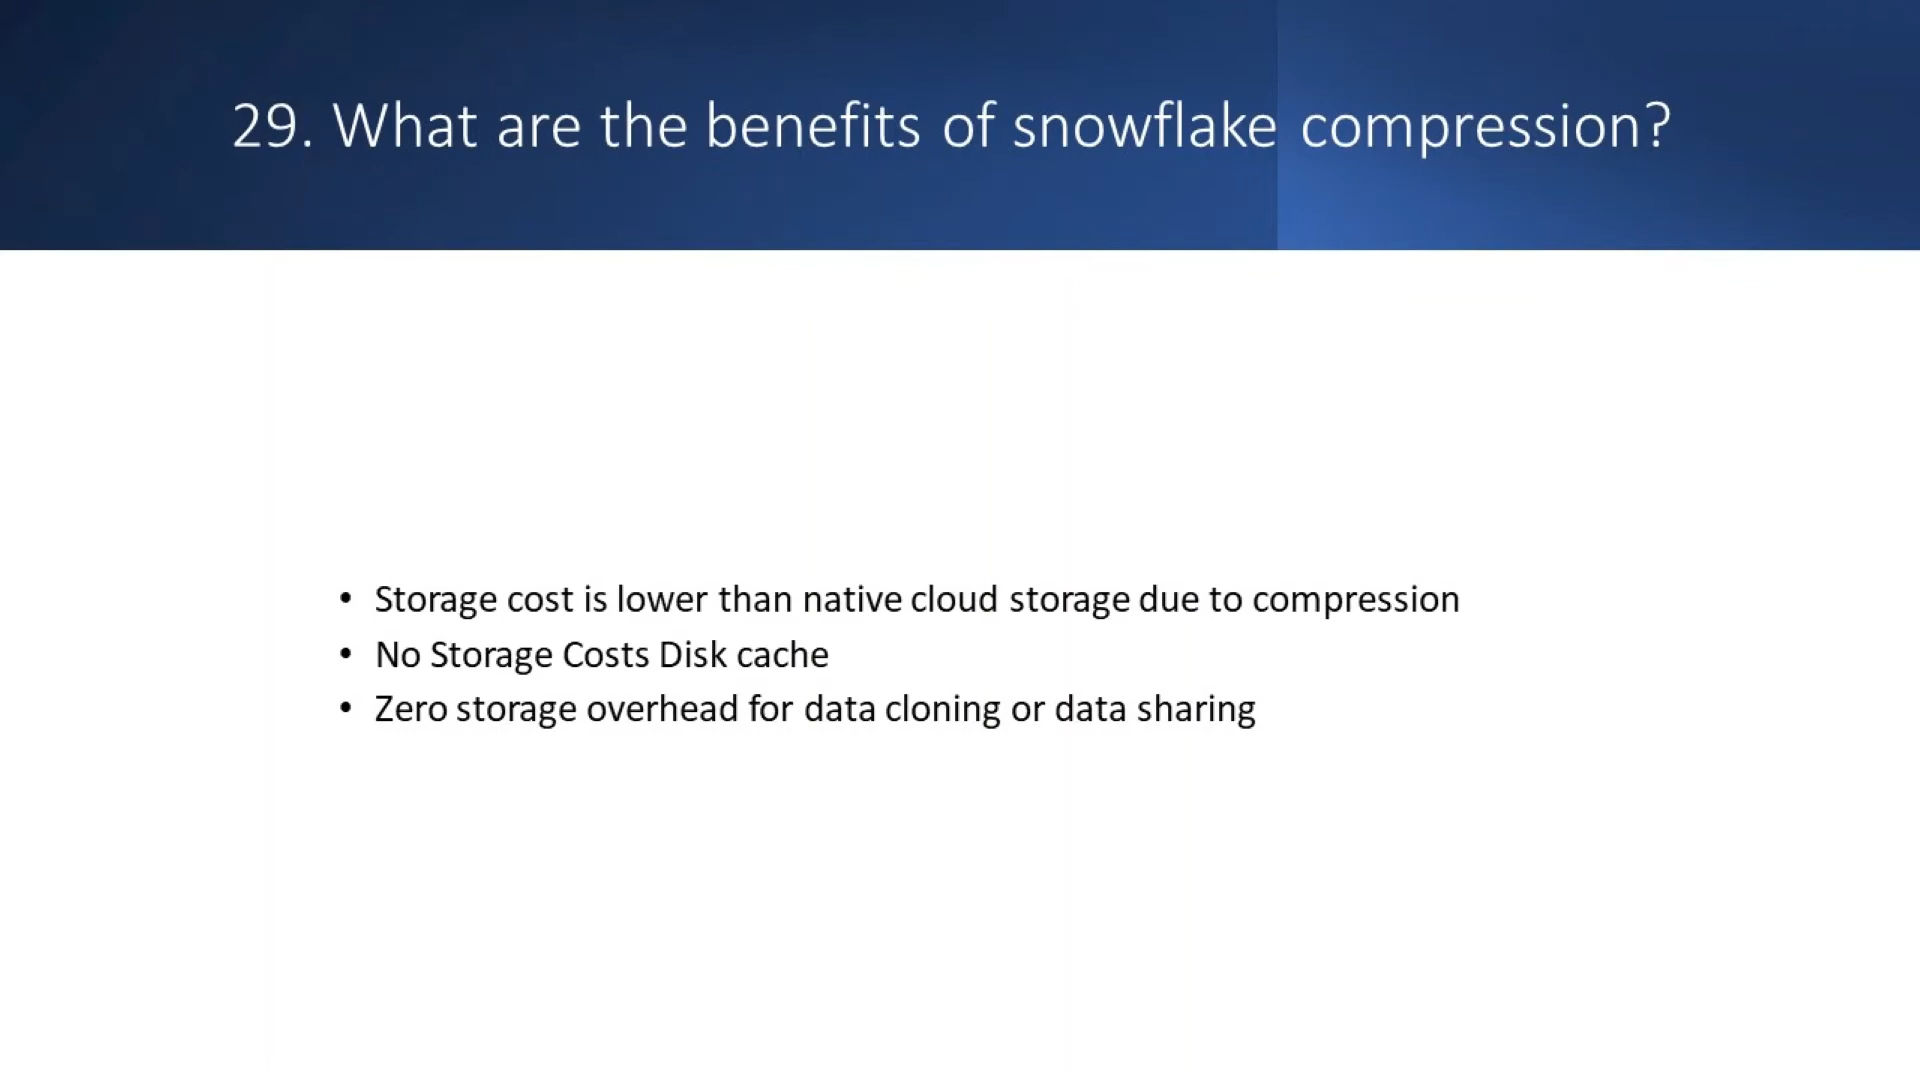 29. What are the benefits of snowflake compression?
• Storage cost is lower than native cloud storage due to compression
• No Storage Costs Disk cache
• Zero storage overhead for data cloning or data sharing